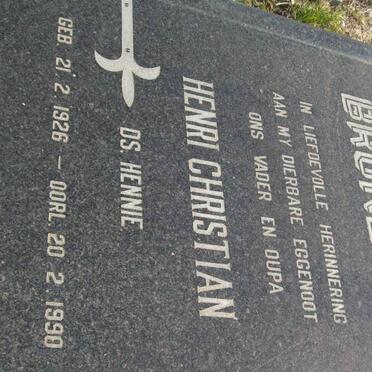 IN LIEFDEVOLLE HERINNERING
AAN MY DIERBARE EGGENOOT
ONS VADER EN OUPA
HENRI CHRISTIAN
DS. HENNIE
GEB. 21. 2. 1926 — OORL. 20. 2. 1990